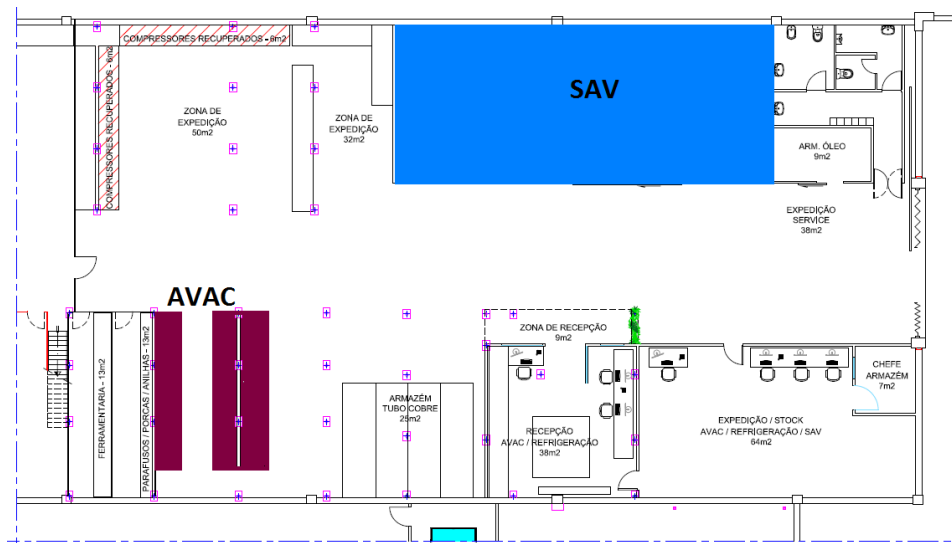 COMPRESSORES RECUPERADOS - 6m2
COMPRESSORES RECUPERADOS - 6m2
ZONA DE
EXPEDIÇÃO
50m2
ZONA DE
EXPEDIÇÃO
32m2
SAV
ARM. ÓLEO
9m2
EXPEDIÇÃO
SERVICE
38m2
AVAC
FERRAMENTARIA - 13m2
PARAFUSOS / PORCAS / ANILHAS - 13m2
ARMAZÉM
TUBO COBRE
25m2
ZONA DE RECEPÇÃO
9m2
RECEPÇÃO
AVAC / REFRIGERAÇÃO
38m2
EXPEDIÇÃO / STOCK
AVAC / REFRIGERAÇÃO / SAV
64m2
CHEFE
ARMAZÉM
7m2